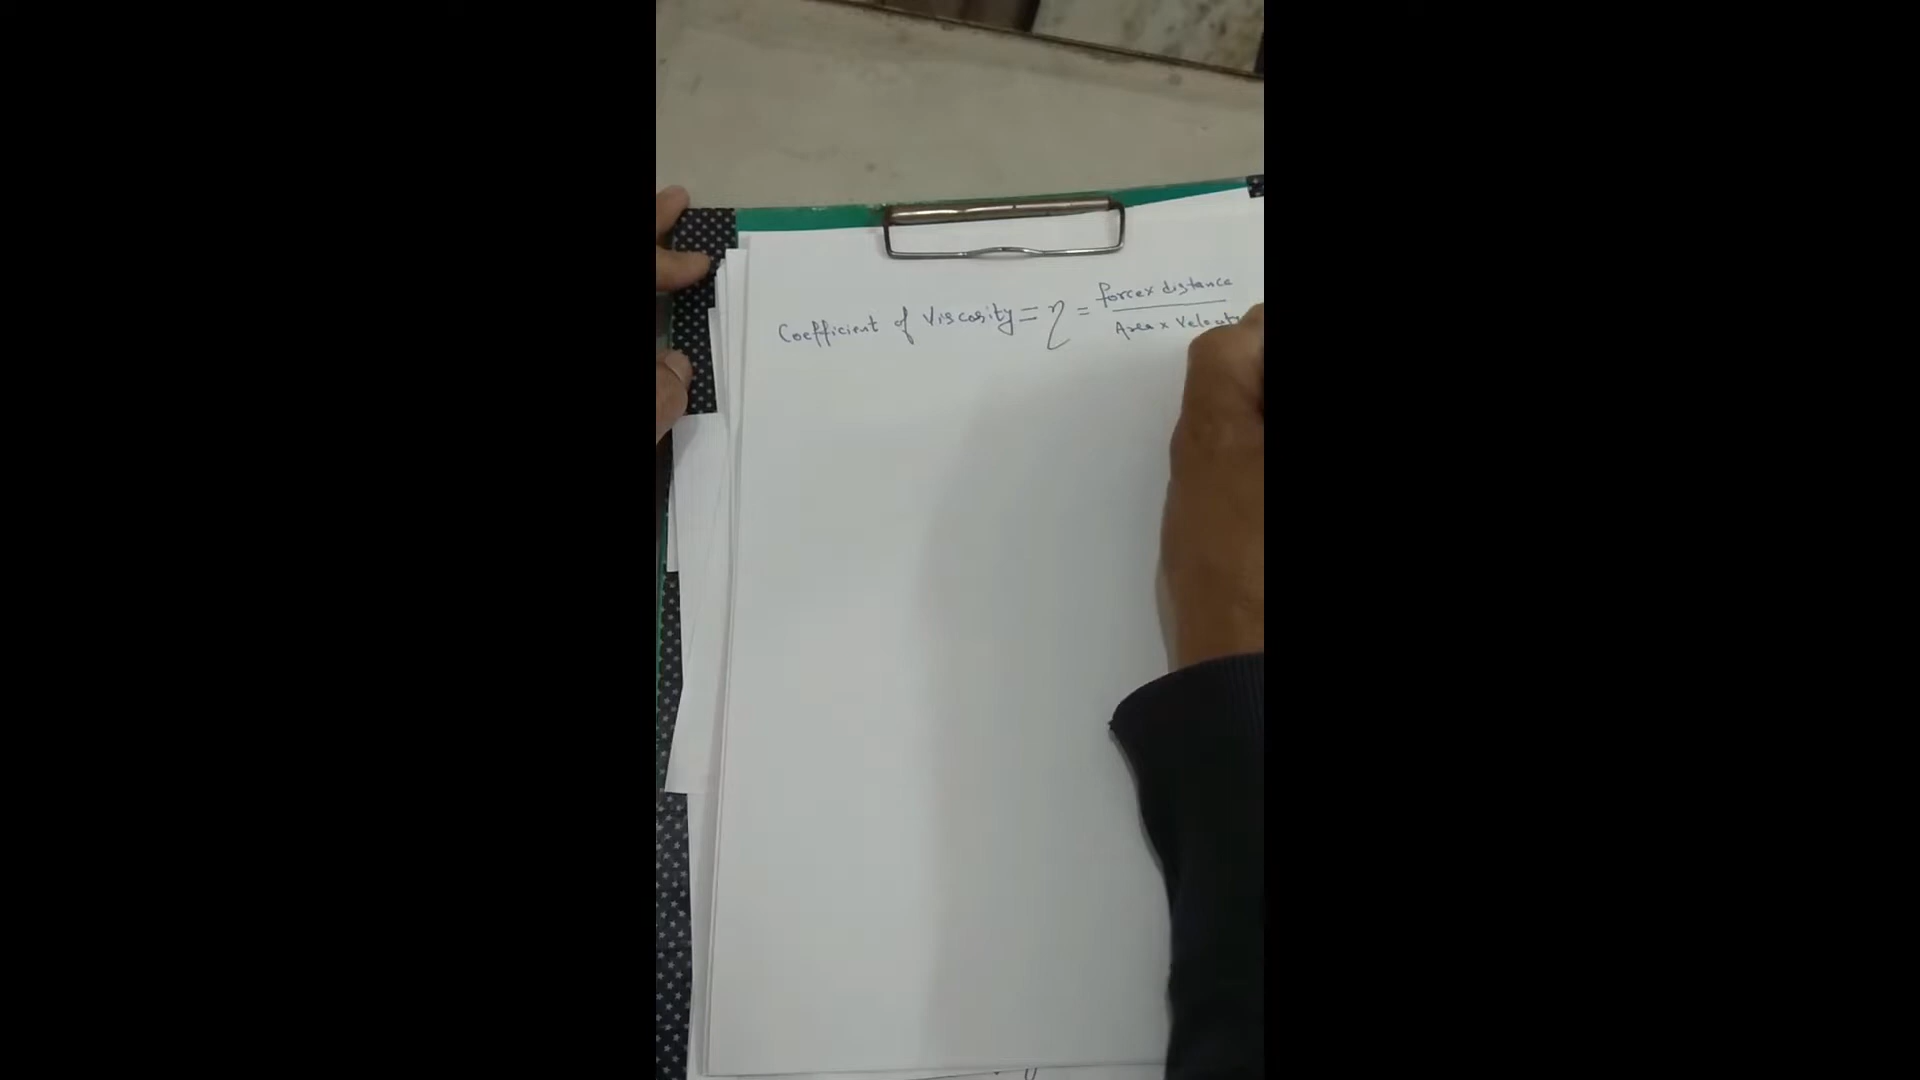 Coefficient of Viscosity = η = force x distance / Area x Velocity